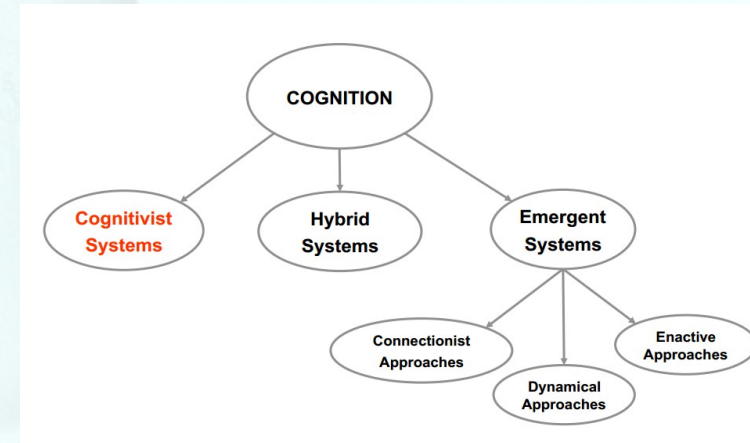 COGNITION
Cognitivist
Systems
Hybrid
Systems
Emergent
Systems
Connectionist
Approaches
Dynamical
Approaches
Enactive
Approaches